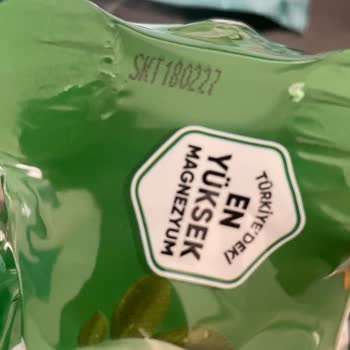 SKT180227
TÜRKİYE'DEKİ
EN
YÜKSEK
MAGNEZYUM